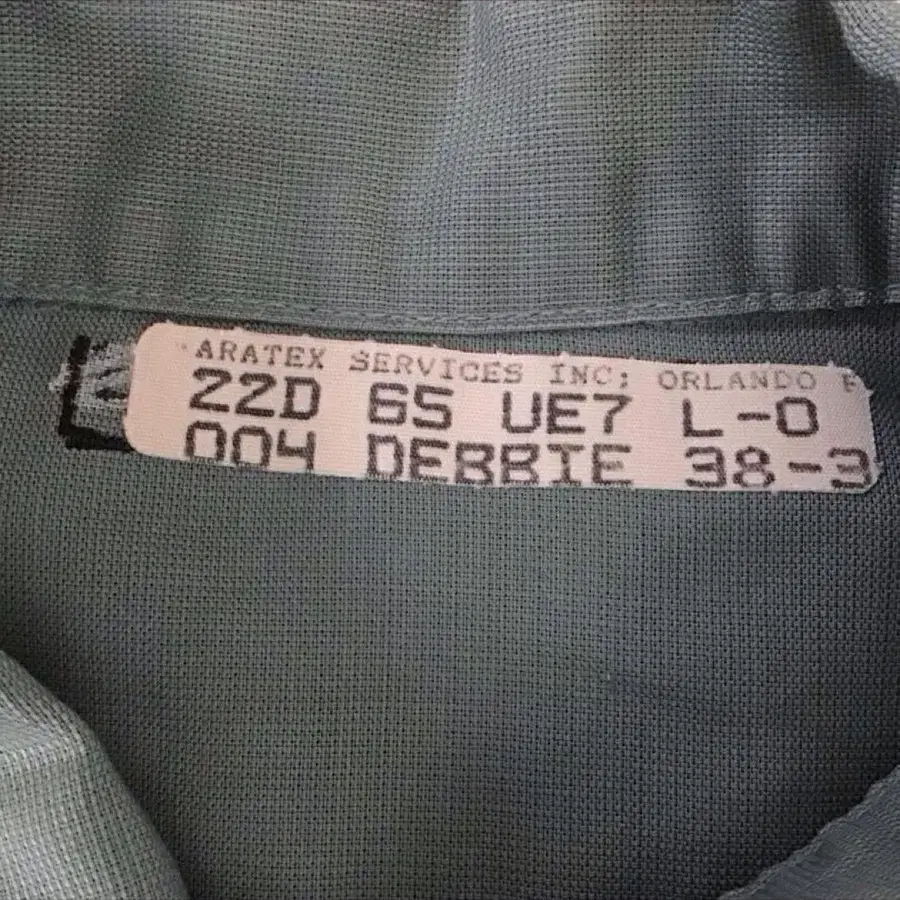 ARATEX SERVICES INC; ORLANDO F
22D 65 UE7 L-0
004 DEBBIE 38-3